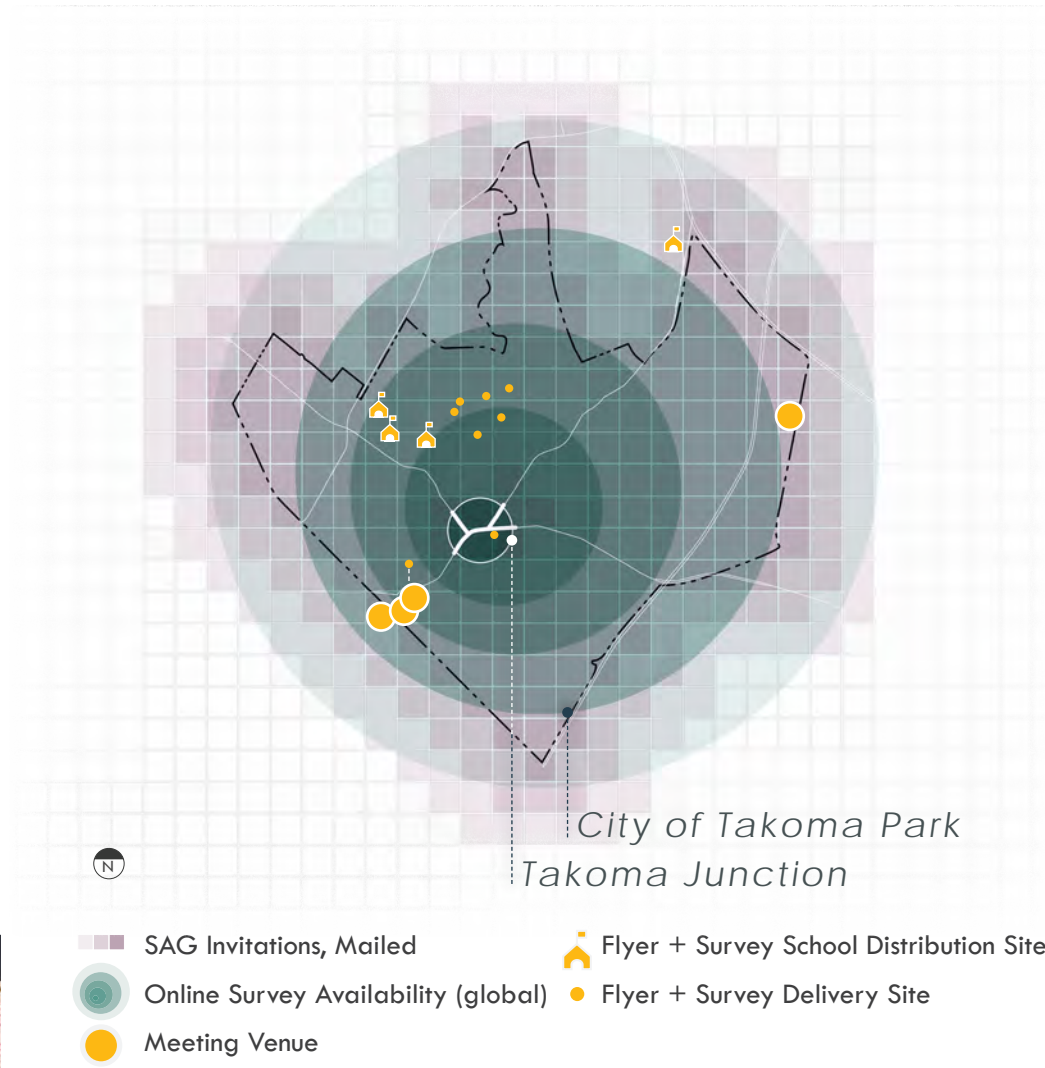 City of Takoma Park
Takoma Junction
N
SAG Invitations, Mailed
Online Survey Availability (global)
Meeting Venue
Flyer + Survey School Distribution Site
Flyer + Survey Delivery Site